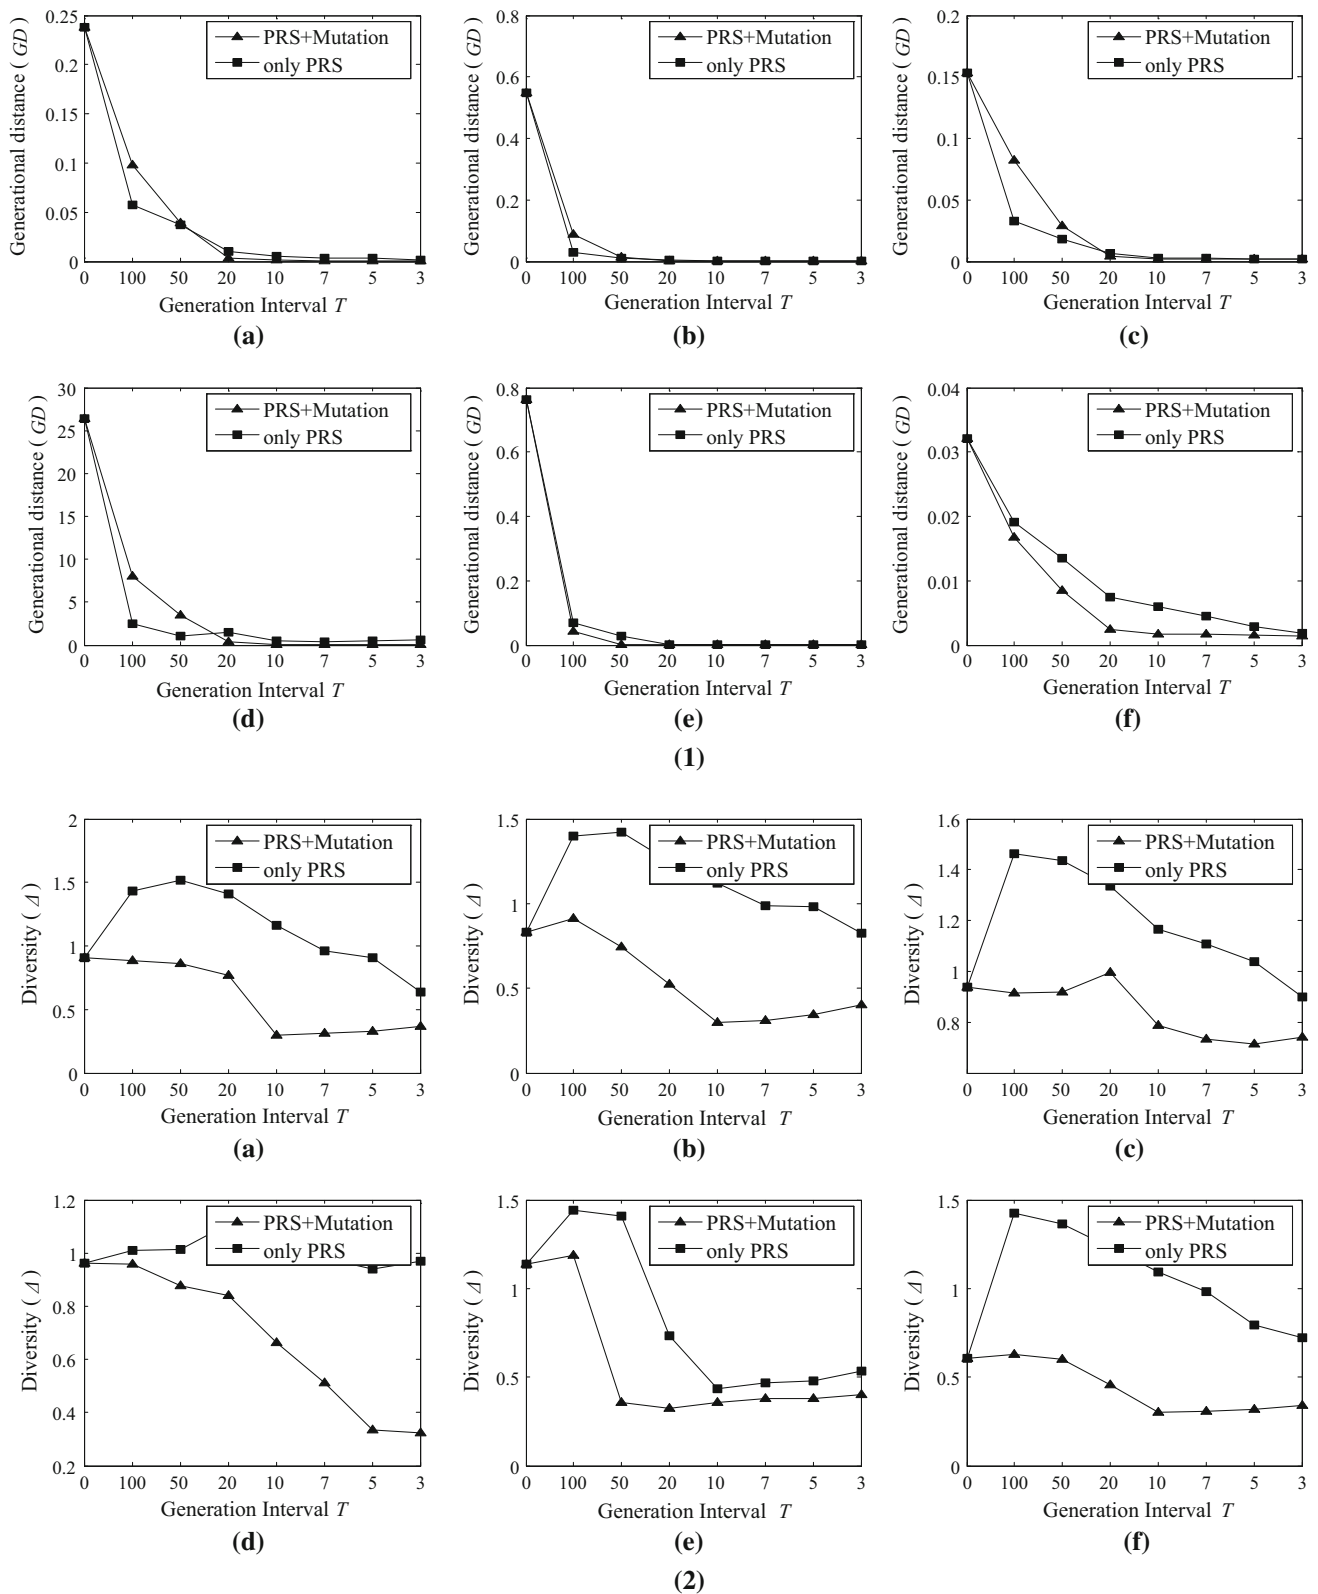 0.25
0.2
0.15
0.1
0.05
0
Generational distance ( GD )
PRS+Mutation
only PRS
0 100 50 20 10 7 5 3
Generation Interval T
(a)
0.8
0.6
0.4
0.2
0
Generational distance ( GD )
PRS+Mutation
only PRS
0 100 50 20 10 7 5 3
Generation Interval T
(b)
0.2
0.15
0.1
0.05
0
Generational distance ( GD )
PRS+Mutation
only PRS
0 100 50 20 10 7 5 3
Generation Interval T
(c)
30
25
20
15
10
5
0
Generational distance ( GD )
PRS+Mutation
only PRS
0 100 50 20 10 7 5 3
Generation Interval T
(d)
0.8
0.6
0.4
0.2
0
Generational distance ( GD )
PRS+Mutation
only PRS
0 100 50 20 10 7 5 3
Generation Interval T
(e)
0.04
0.03
0.02
0.01
0
Generational distance ( GD )
PRS+Mutation
only PRS
0 100 50 20 10 7 5 3
Generation Interval T
(f)
(1)
2
1.5
1
0.5
0
Diversity ( Δ )
PRS+Mutation
only PRS
0 100 50 20 10 7 5 3
Generation Interval T
(a)
1.5
1
0.5
0
Diversity ( Δ )
PRS+Mutation
only PRS
0 100 50 20 10 7 5 3
Generation Interval T
(b)
1.6
1.4
1.2
1
0.8
Diversity ( Δ )
PRS+Mutation
only PRS
0 100 50 20 10 7 5 3
Generation Interval T
(c)
1.2
1
0.8
0.6
0.4
0.2
Diversity ( Δ )
PRS+Mutation
only PRS
0 100 50 20 10 7 5 3
Generation Interval T
(d)
1.5
1
0.5
0
Diversity ( Δ )
PRS+Mutation
only PRS
0 100 50 20 10 7 5 3
Generation Interval T
(e)
1.5
1
0.5
0
Diversity ( Δ )
PRS+Mutation
only PRS
0 100 50 20 10 7 5 3
Generation Interval T
(f)
(2)